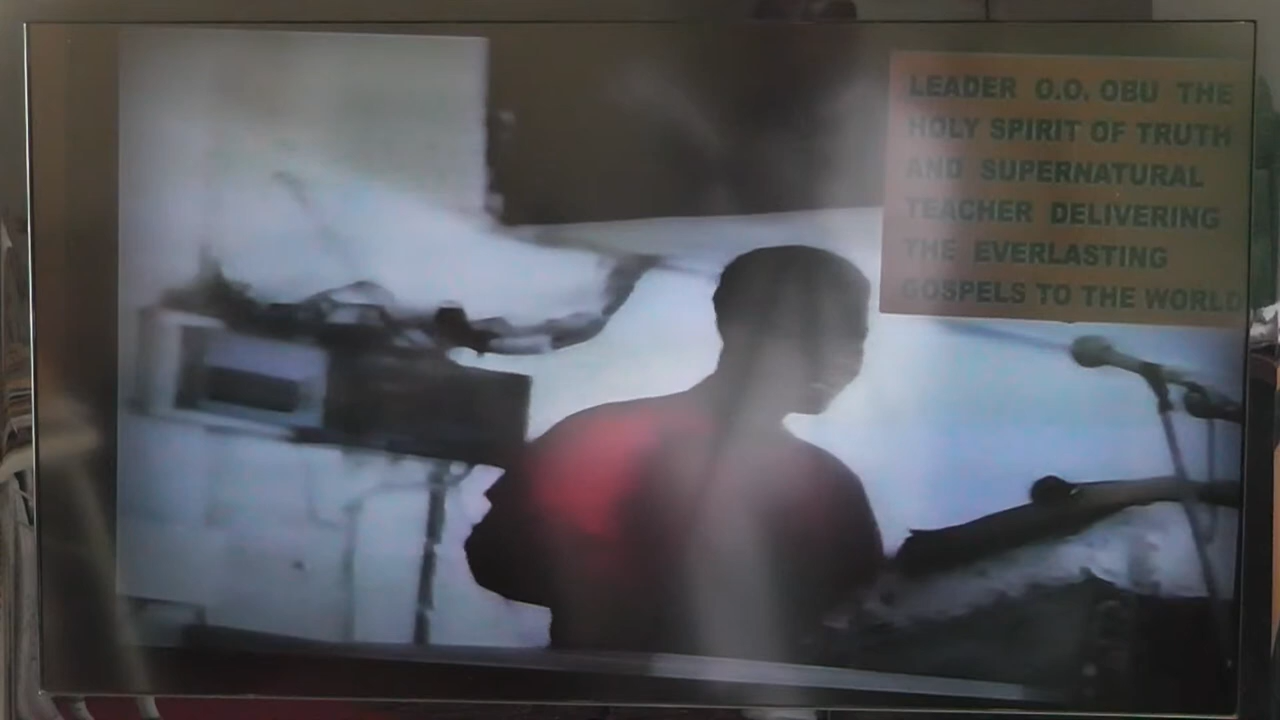 LEADER O.O. OBU THE
HOLY SPIRIT OF TRUTH
AND SUPERNATURAL
TEACHER DELIVERING
THE EVERLASTING
GOSPELS TO THE WORLD